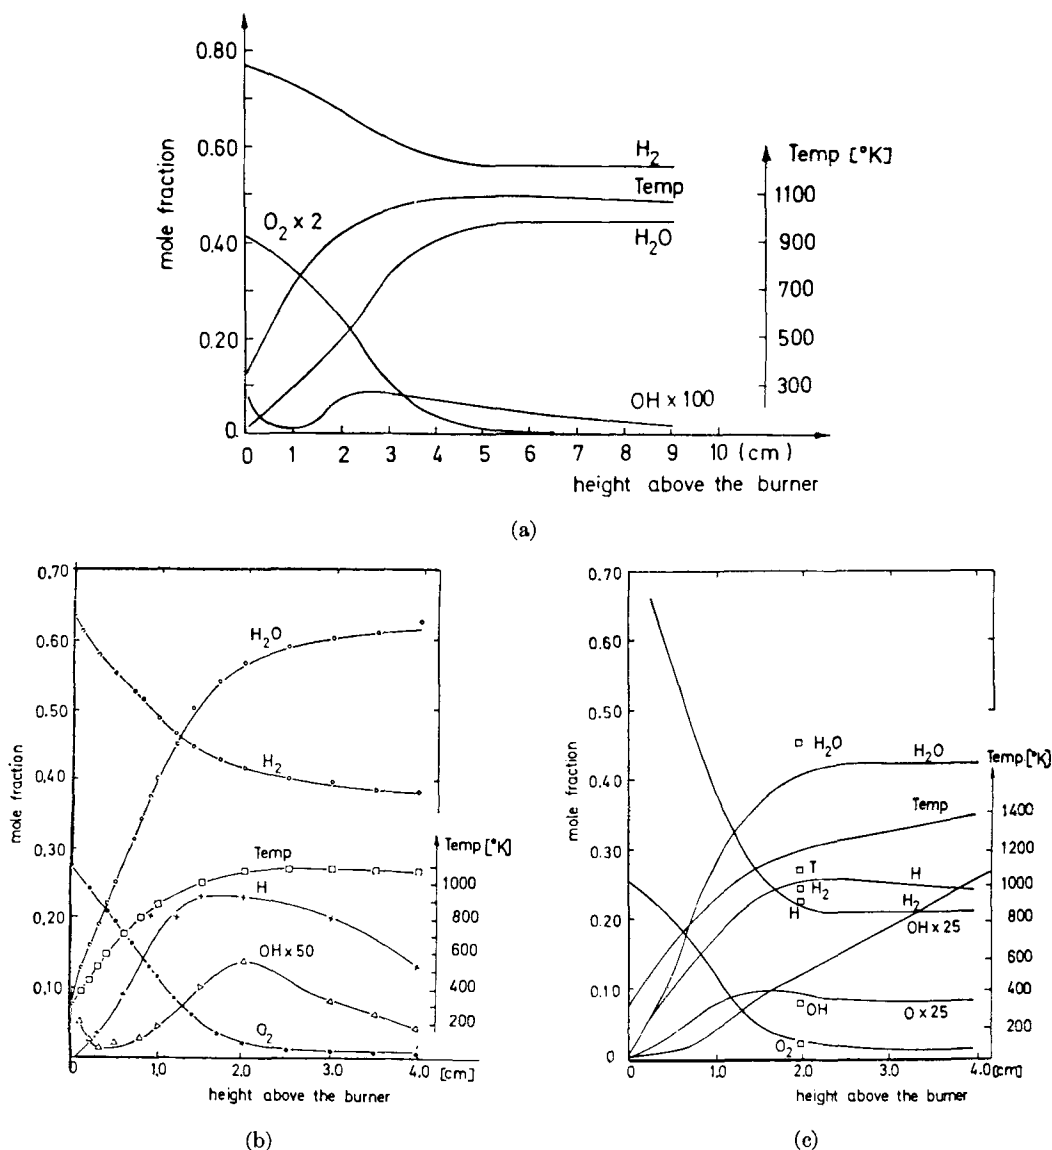 0.80
0.60
0.40
0.20
0.
mole fraction
H2
Temp
H2O
O2 x 2
OH x 100
Temp [°K]
1100
900
700
500
300
0 1 2 3 4 5 6 7 8 9 10 (cm)
height above the burner
(a)
0.70
0.60
0.50
0,40
0.30
0.20
0.10
0
mole fraction
H2O
H2
Temp
H
OH x 50
O2
Temp [°K]
1000
800
600
400
200
0 1.0 2.0 3.0 4.0 [cm]
height above the burner
(b)
0.70
0.60
0.50
0.40
0.30
0.20
0.10
0
mole fraction
H2O
H2O
Temp
T
H2
H
H
H2
OH x 25
OH
O x 25
O2
Temp. [°K]
1400
1200
1000
800
600
400
200
0 1.0 2.0 3.0 4.0 [cm]
height above the burner
(c)